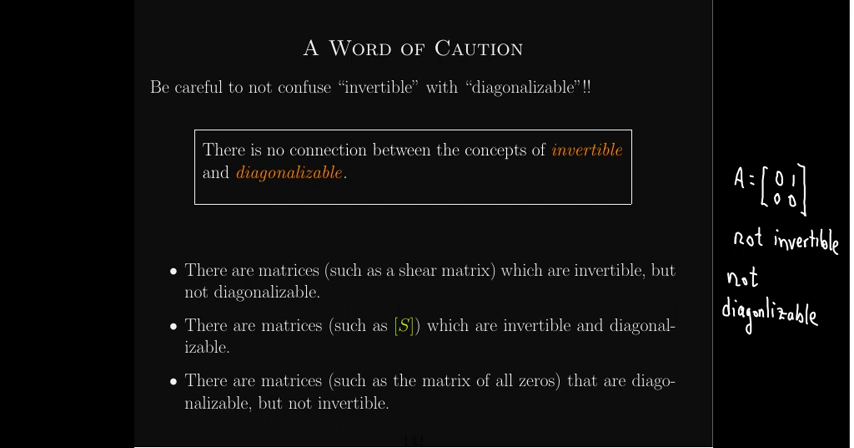 A WORD OF CAUTION
Be careful to not confuse “invertible” with “diagonalizable”!!
There is no connection between the concepts of invertible
and diagonalizable.
• There are matrices (such as a shear matrix) which are invertible, but
not diagonalizable.
• There are matrices (such as [S]) which are invertible and diagonal-
izable.
• There are matrices (such as the matrix of all zeros) that are diago-
nalizable, but not invertible.
A = [ 0 1
0 0 ]
not invertible
not
diagonlizable